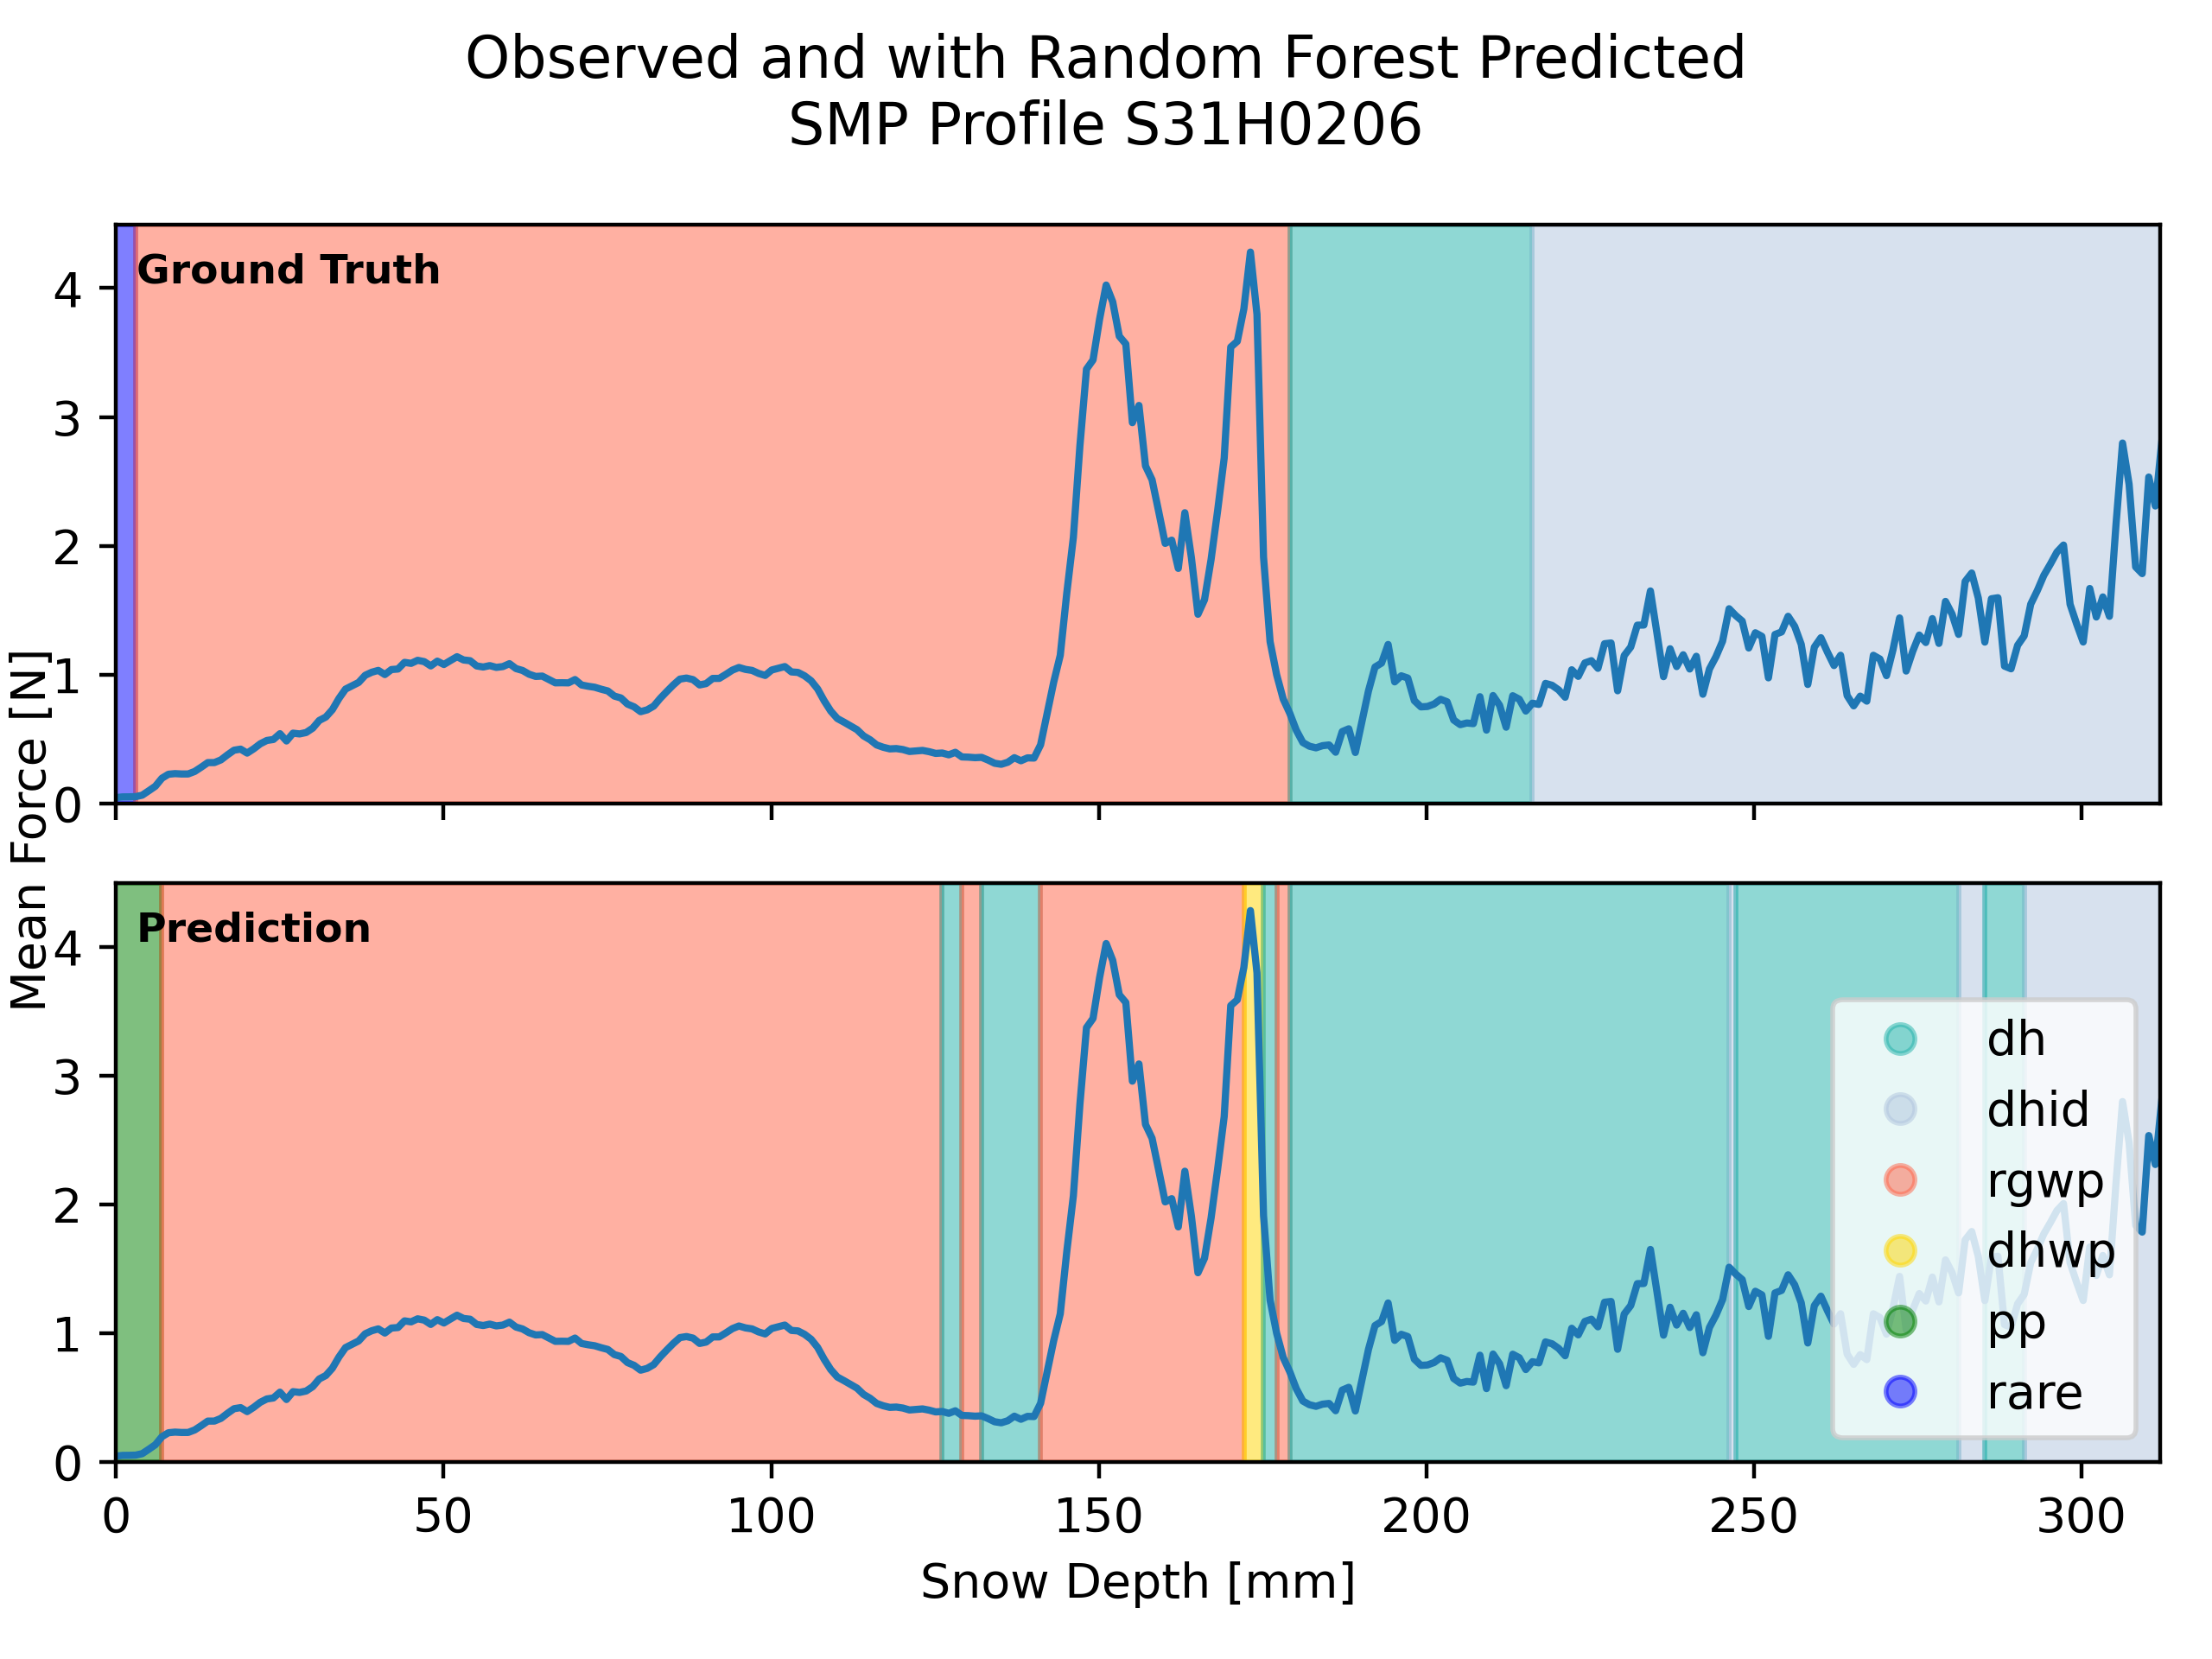 Observed and with Random Forest Predicted
SMP Profile S31H0206
Mean Force [N]
Ground Truth
4
3
2
1
0
Prediction
4
3
2
1
0
dh
dhid
rgwp
dhwp
pp
rare
0 50 100 150 200 250 300
Snow Depth [mm]